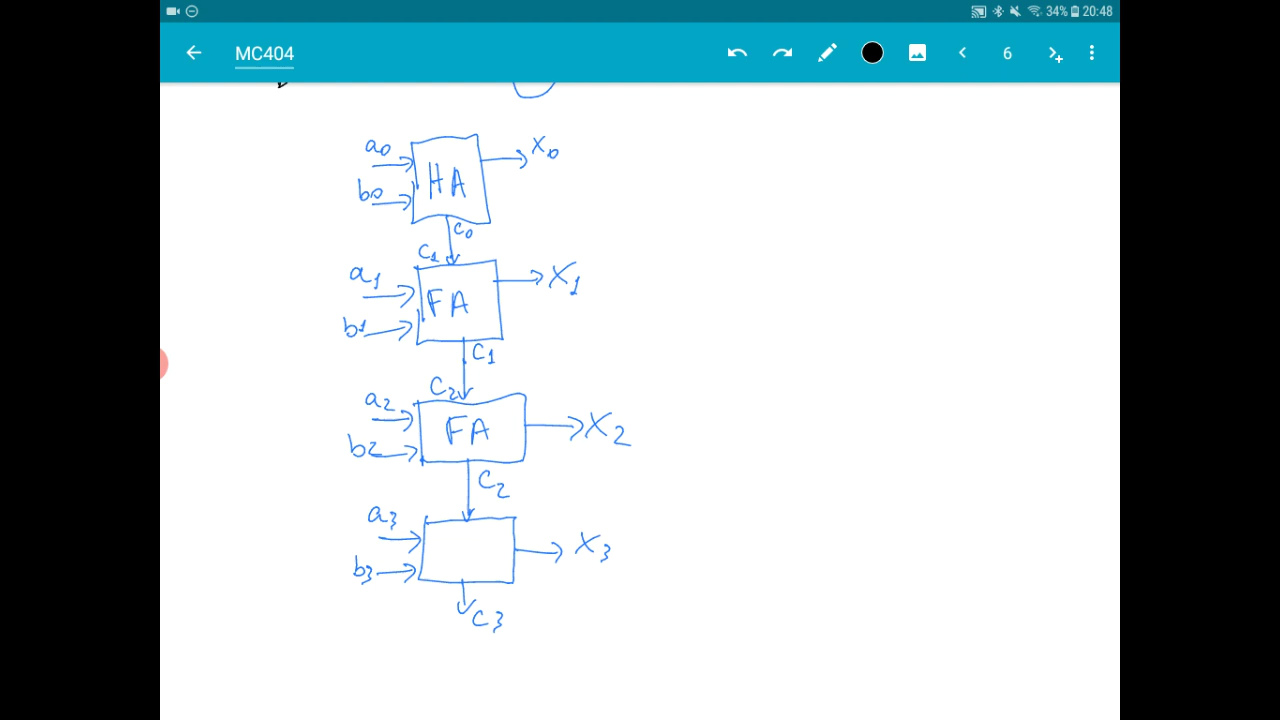 34% 20:48
MC404 6
a0 x0
HA
b0
c0
c1
a1 x1
FA
b1
c1
c2
a2 x2
FA
b2
c2
a3 x3
b3
c3